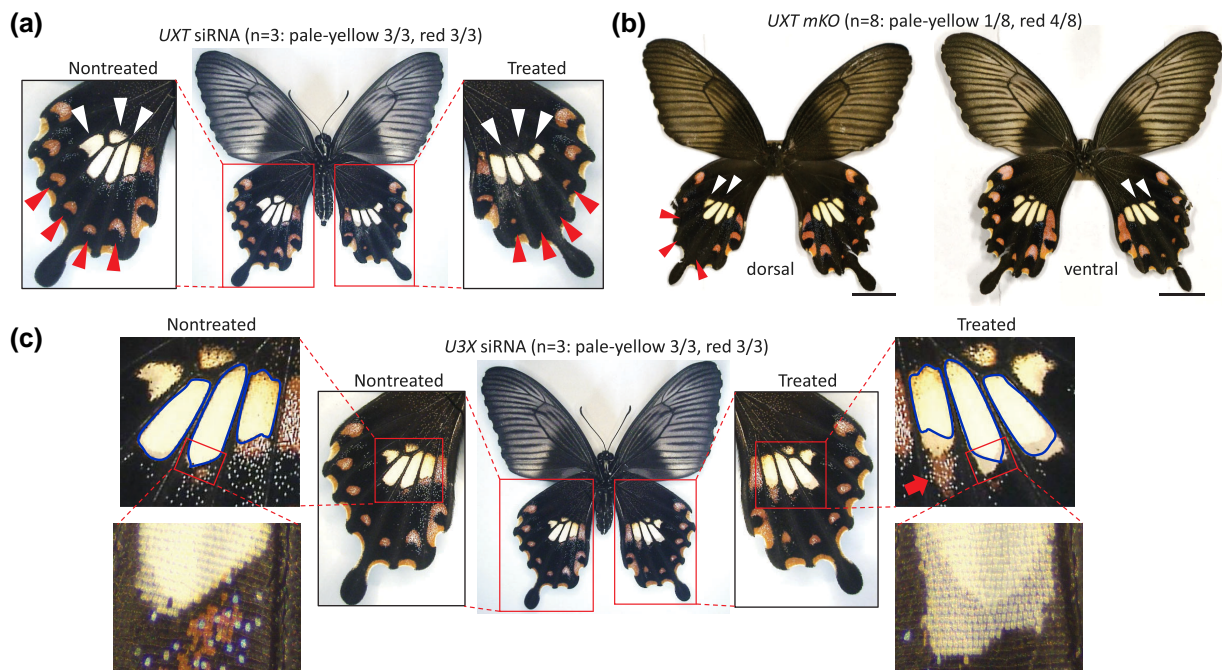 (a)
UXT siRNA (n=3: pale-yellow 3/3, red 3/3)
Nontreated
Treated
(b)
UXT mKO (n=8: pale-yellow 1/8, red 4/8)
dorsal
ventral
(c)
Nontreated
U3X siRNA (n=3: pale-yellow 3/3, red 3/3)
Treated
Nontreated
Treated